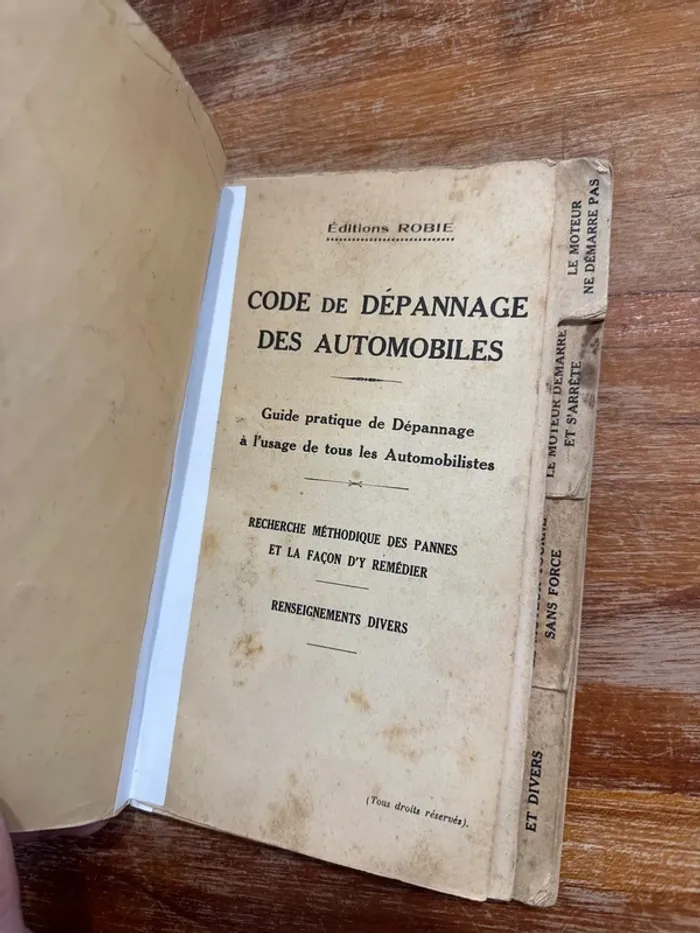 Éditions ROBIE
CODE DE DÉPANNAGE
DES AUTOMOBILES
Guide pratique de Dépannage
à l'usage de tous les Automobilistes
RECHERCHE MÉTHODIQUE DES PANNES
ET LA FAÇON D'Y REMÉDIER
RENSEIGNEMENTS DIVERS
(Tous droits réservés).
LE MOTEUR
NE DÉMARRE PAS
LE MOTEUR DÉMARRE
ET S'ARRÊTE
SANS FORCE
ET DIVERS